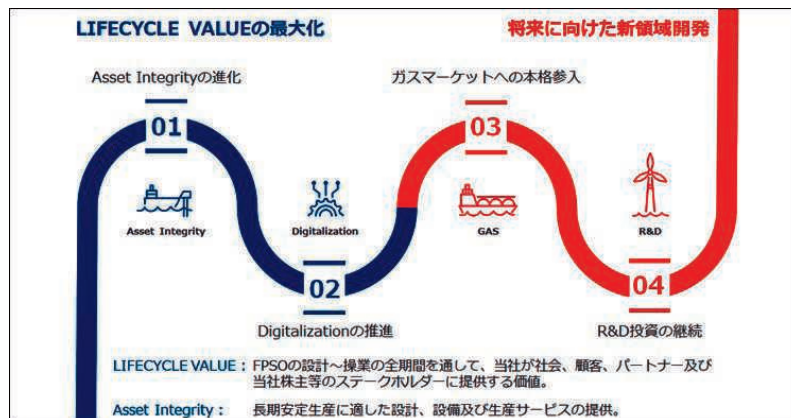 LIFECYCLE VALUEの最大化
将来に向けた新領域開発
Asset Integrityの進化
ガスマーケットへの本格参入
01
03
Asset Integrity
Digitalization
GAS
R&D
02
04
Digitalizationの推進
R&D投資の継続
LIFECYCLE VALUE : FPSOの設計~操業の全期間を通して、当社が社会、顧客、パートナー及び
当社株主等のステークホルダーに提供する価値。
Asset Integrity : 長期安定生産に適した設計、設備及び生産サービスの提供。